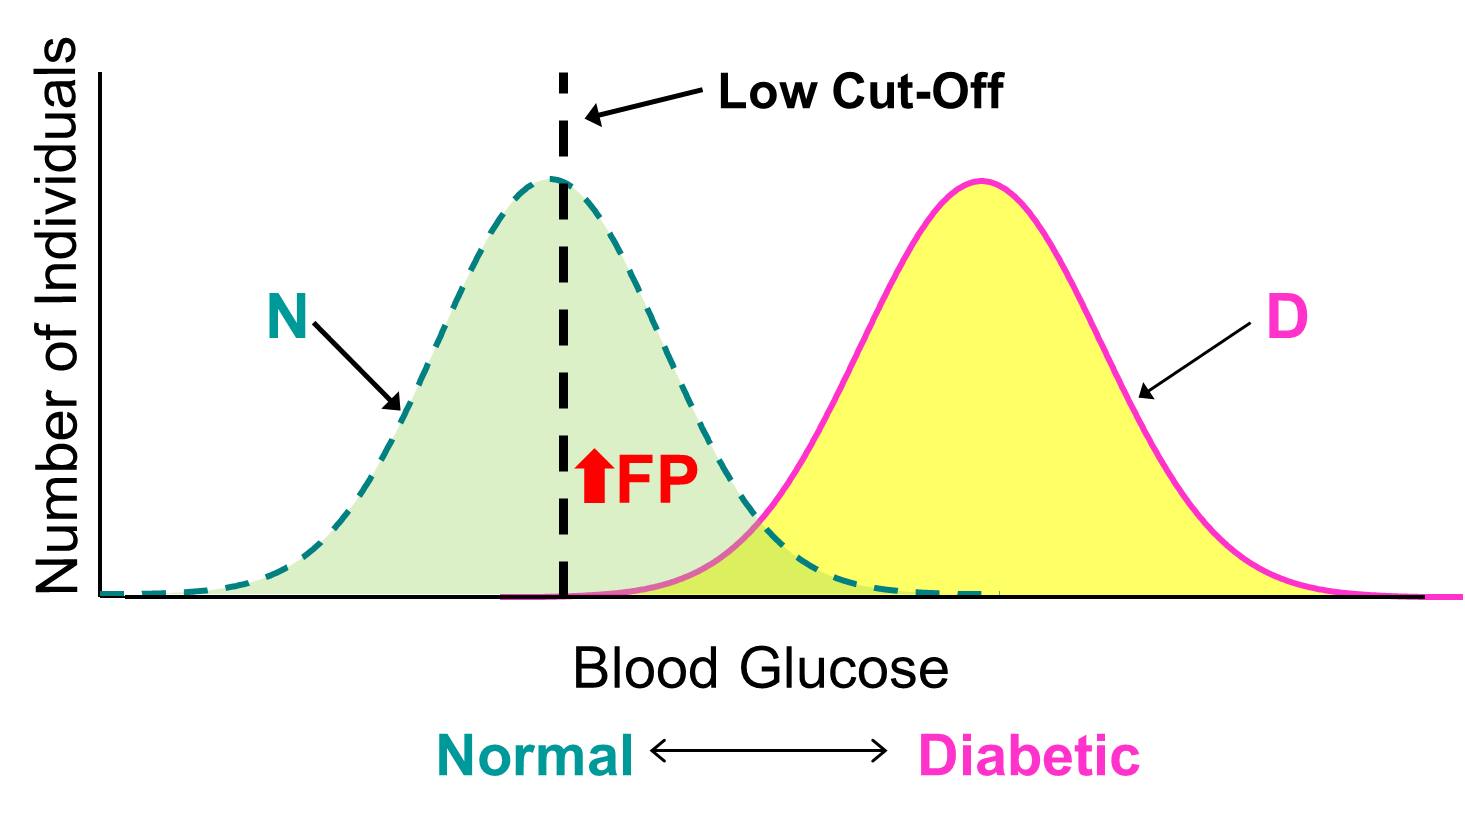 Number of Individuals
Low Cut-Off
N
D
FP
Blood Glucose
Normal
Diabetic